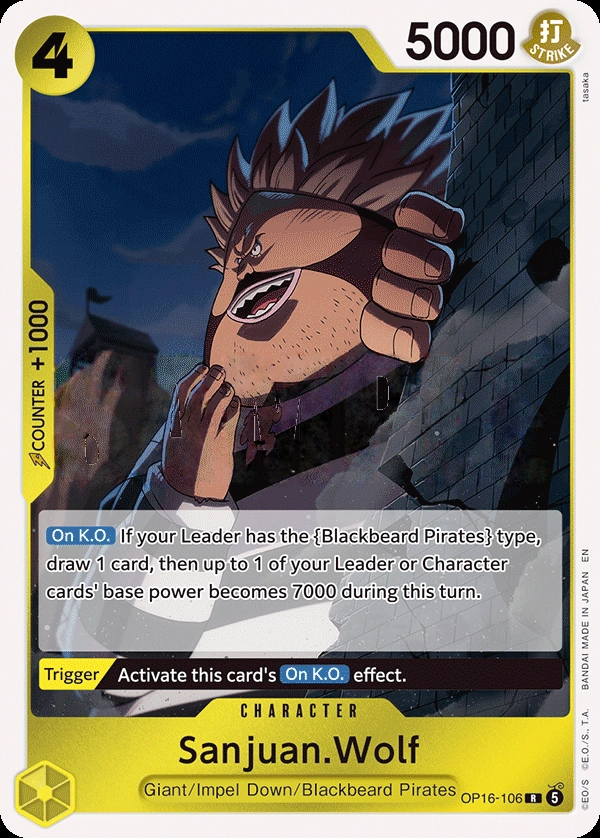 4
5000
打
STRIKE
tasaka
COUNTER +1000
On K.O. If your Leader has the {Blackbeard Pirates} type,
draw 1 card, then up to 1 of your Leader or Character
cards' base power becomes 7000 during this turn.
Trigger Activate this card's On K.O. effect.
CHARACTER
Sanjuan.Wolf
Giant/Impel Down/Blackbeard Pirates
OP16-106 R 5
©EO/S ©E.O./S., T.A. BANDAI MADE IN JAPAN EN